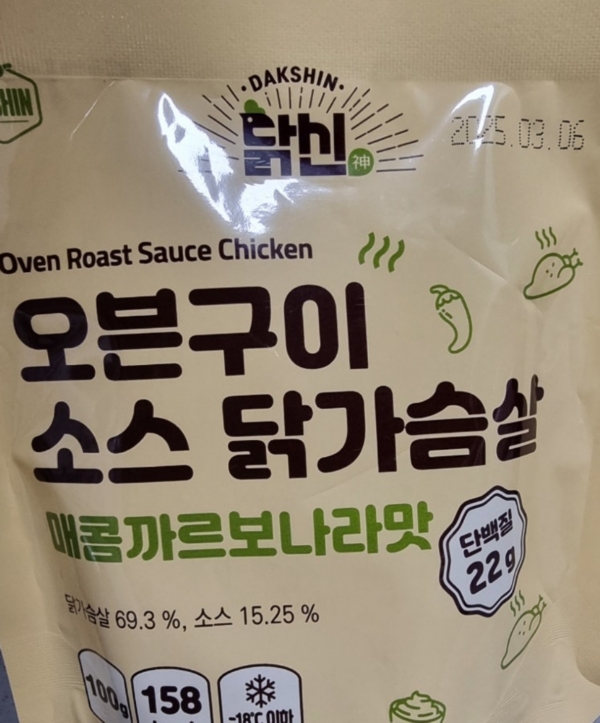 ·DAKSHIN·
HIN
닭신
神
2025.03.06
Oven Roast Sauce Chicken
오븐구이
소스 닭가슴살
매콤까르보나라맛
단백질
22g
닭가슴살 69.3 %, 소스 15.25 %
100g
158
-18℃ 이하